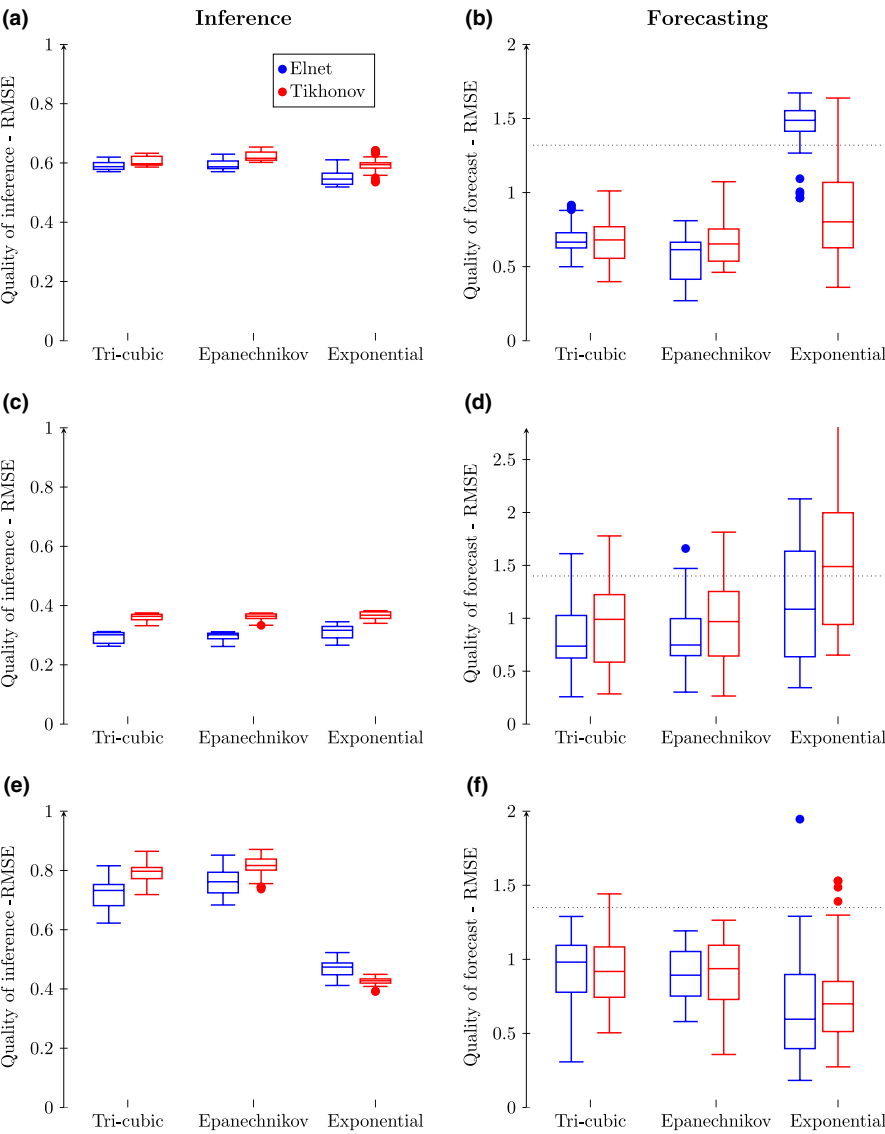 (a)
Inference
(b)
Forecasting
Quality of inference - RMSE
1
0.8
0.6
0.4
0.2
0
Elnet
Tikhonov
Tri-cubic
Epanechnikov
Exponential
Quality of forecast - RMSE
2
1.5
1
0.5
0
Tri-cubic
Epanechnikov
Exponential
(c)
Quality of inference - RMSE
1
0.8
0.6
0.4
0.2
0
Tri-cubic
Epanechnikov
Exponential
(d)
Quality of forecast - RMSE
2.5
2
1.5
1
0.5
0
Tri-cubic
Epanechnikov
Exponential
(e)
Quality of inference -RMSE
1
0.8
0.6
0.4
0.2
0
Tri-cubic
Epanechnikov
Exponential
(f)
Quality of forecast - RMSE
2
1.5
1
0.5
0
Tri-cubic
Epanechnikov
Exponential